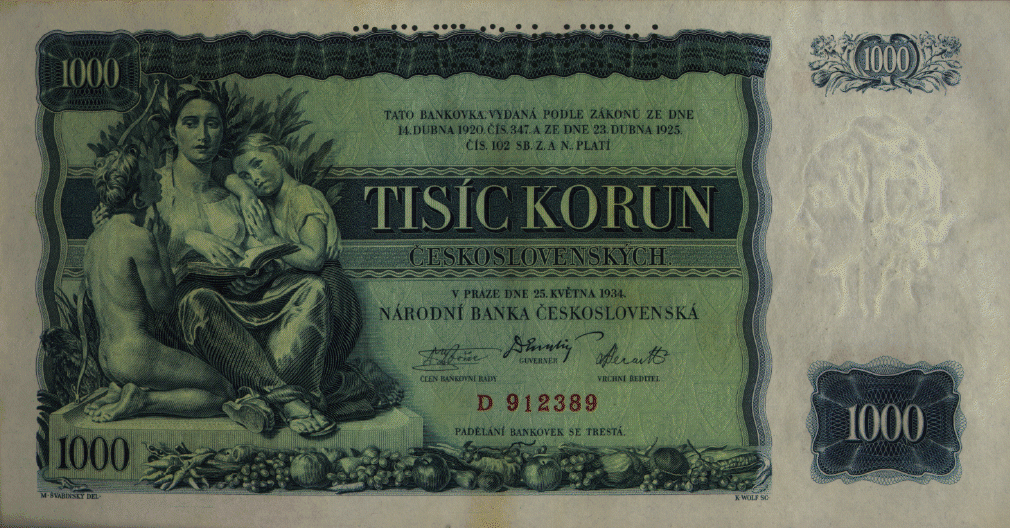 1000
1000
TATO BANKOVKA, VYDANÁ PODLE ZÁKONŮ ZE DNE
14. DUBNA 1920, ČÍS. 347. A ZE DNE 23. DUBNA 1925,
ČÍS. 102 SB. Z. A N., PLATÍ
TISÍC KORUN
ČESKOSLOVENSKÝCH.
V PRAZE DNE 25. KVĚTNA 1934.
NÁRODNÍ BANKA ČESKOSLOVENSKÁ
GUVERNÉR
ČLEN BANKOVNÍ RADY
VRCHNÍ ŘEDITEL
D 912389
PADĚLÁNÍ BANKOVEK SE TRESTÁ.
1000
1000
M. ŠVABINSKÝ DEL.
K. WOLF SC.